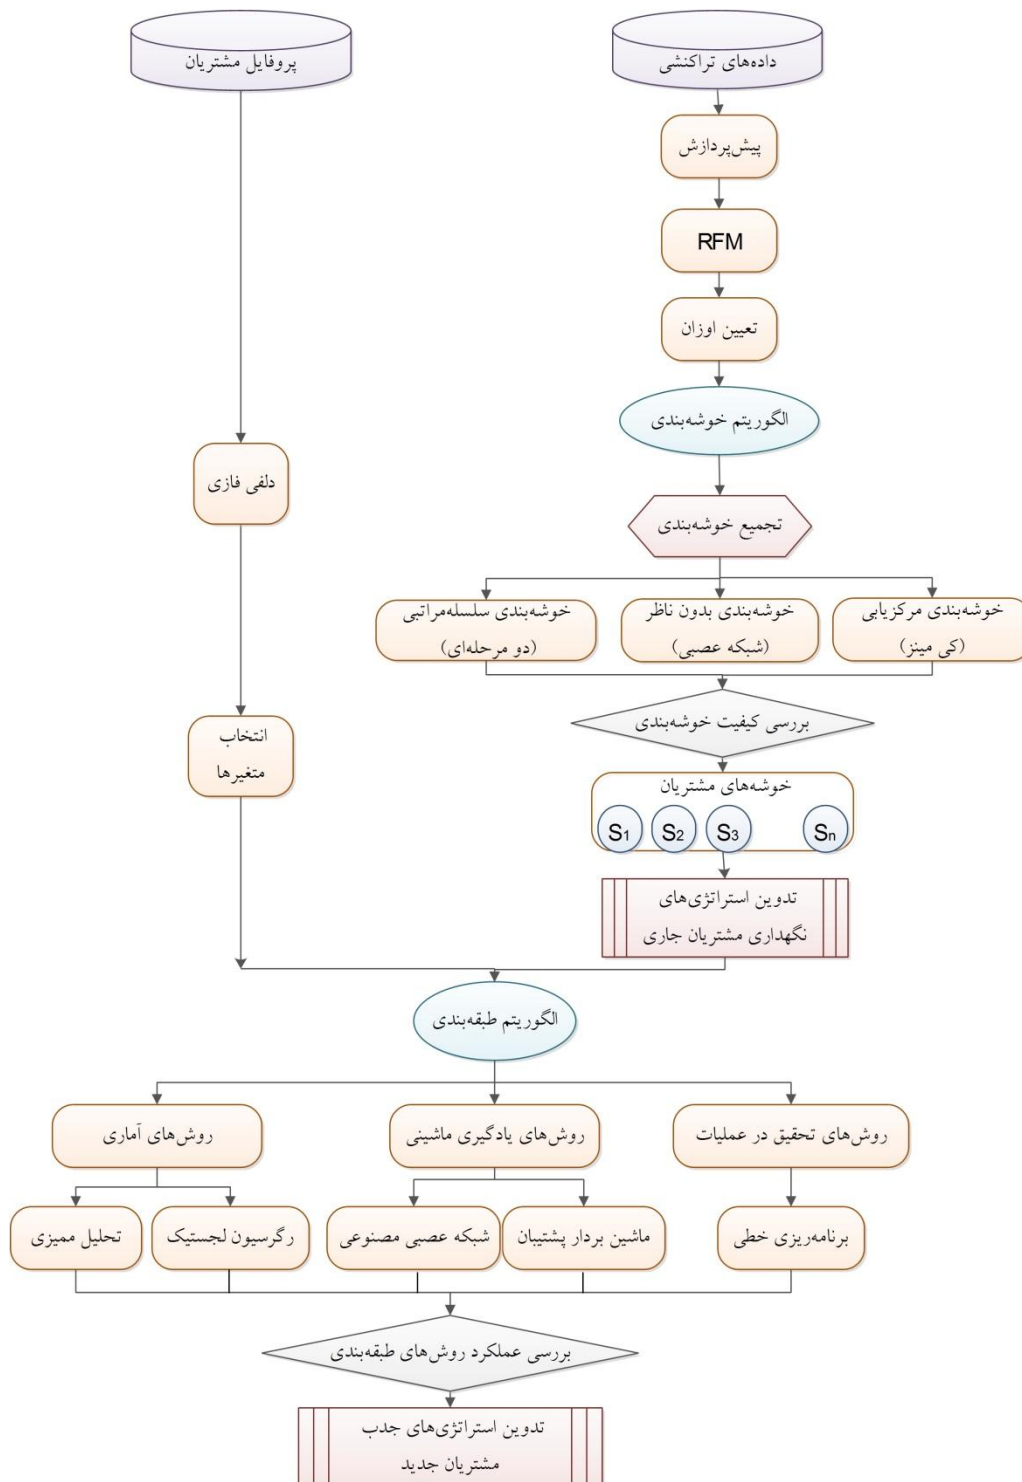 داده‌های تراکنشی
پروفایل مشتریان
پیش‌پردازش
RFM
تعیین اوزان
الگوریتم خوشه‌بندی
دلفی فازی
تجمیع خوشه‌بندی
خوشه‌بندی مرکزیابی
(کی مینز)
خوشه‌بندی بدون ناظر
(شبکه عصبی)
خوشه‌بندی سلسله‌مراتبی
(دو مرحله‌ای)
بررسی کیفیت خوشه‌بندی
انتخاب
متغیرها
خوشه‌های مشتریان
S1 S2 S3 Sn
تدوین استراتژی‌های
نگهداری مشتریان جاری
الگوریتم طبقه‌بندی
روش‌های تحقیق در عملیات
روش‌های یادگیری ماشینی
روش‌های آماری
برنامه‌ریزی خطی
ماشین بردار پشتیبان
شبکه عصبی مصنوعی
رگرسیون لجستیک
تحلیل ممیزی
بررسی عملکرد روش‌های طبقه‌بندی
تدوین استراتژی‌های جذب
مشتریان جدید